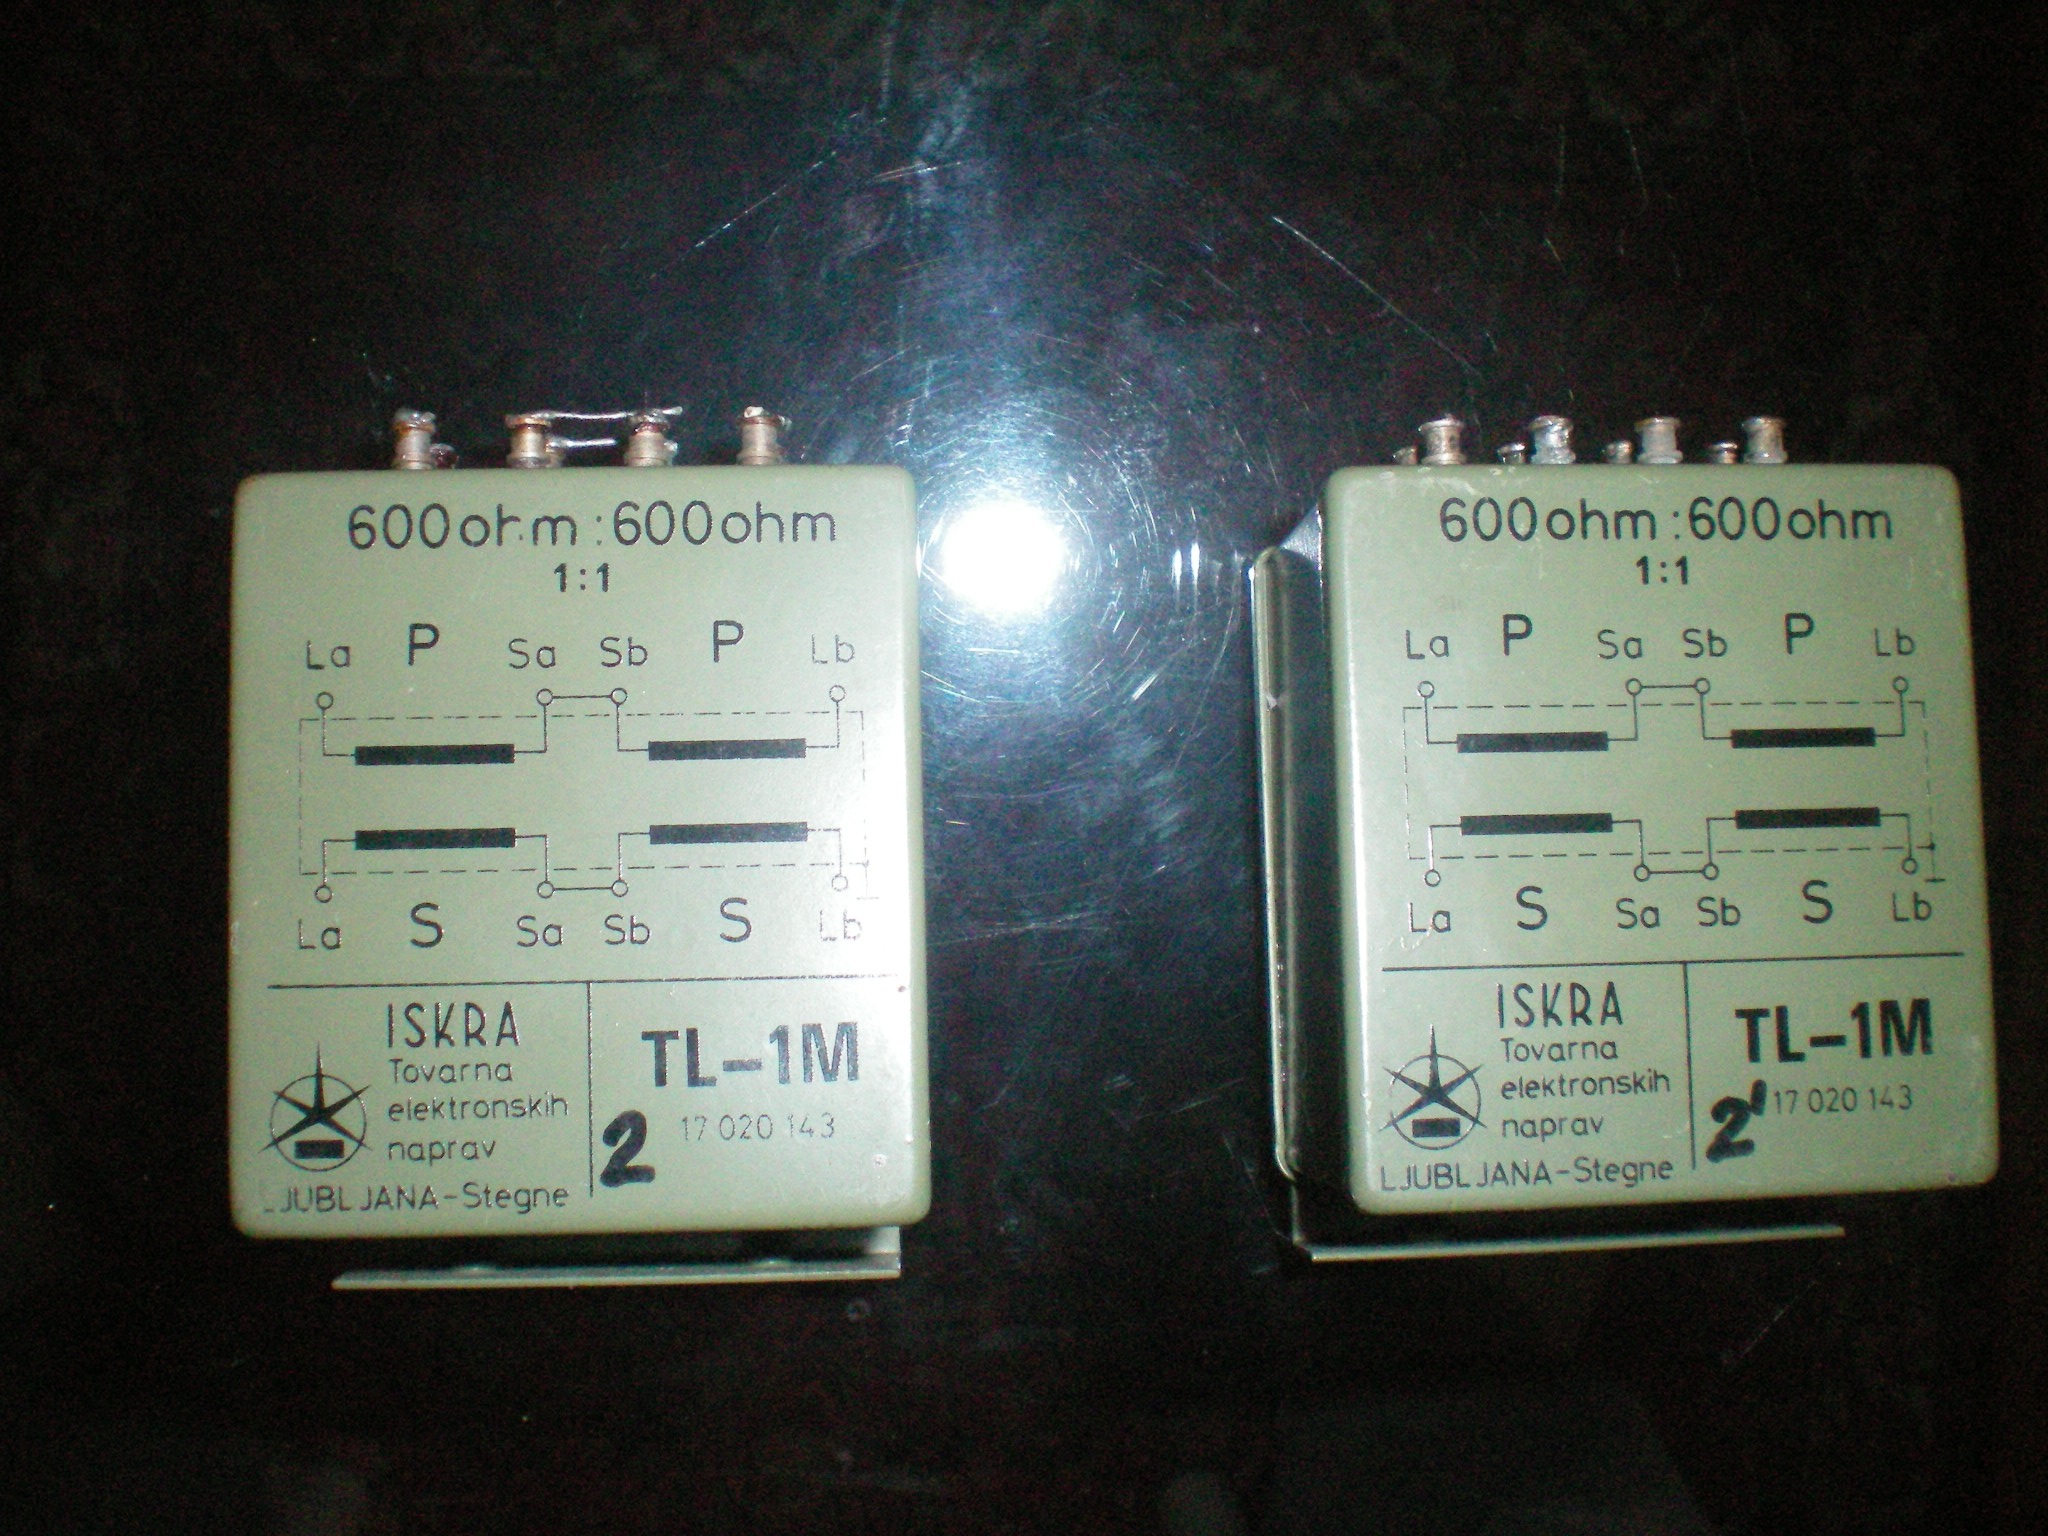 600ohm:600ohm
1:1
La P Sa Sb P Lb
La S Sa Sb S Lb
ISKRA
Tovarna
elektronskih
naprav
LJUBLJANA-Stegne
TL-1M
17 020 143
2
600ohm:600ohm
1:1
La P Sa Sb P Lb
La S Sa Sb S Lb
ISKRA
Tovarna
elektronskih
naprav
LJUBLJANA-Stegne
TL-1M
17 020 143
2'